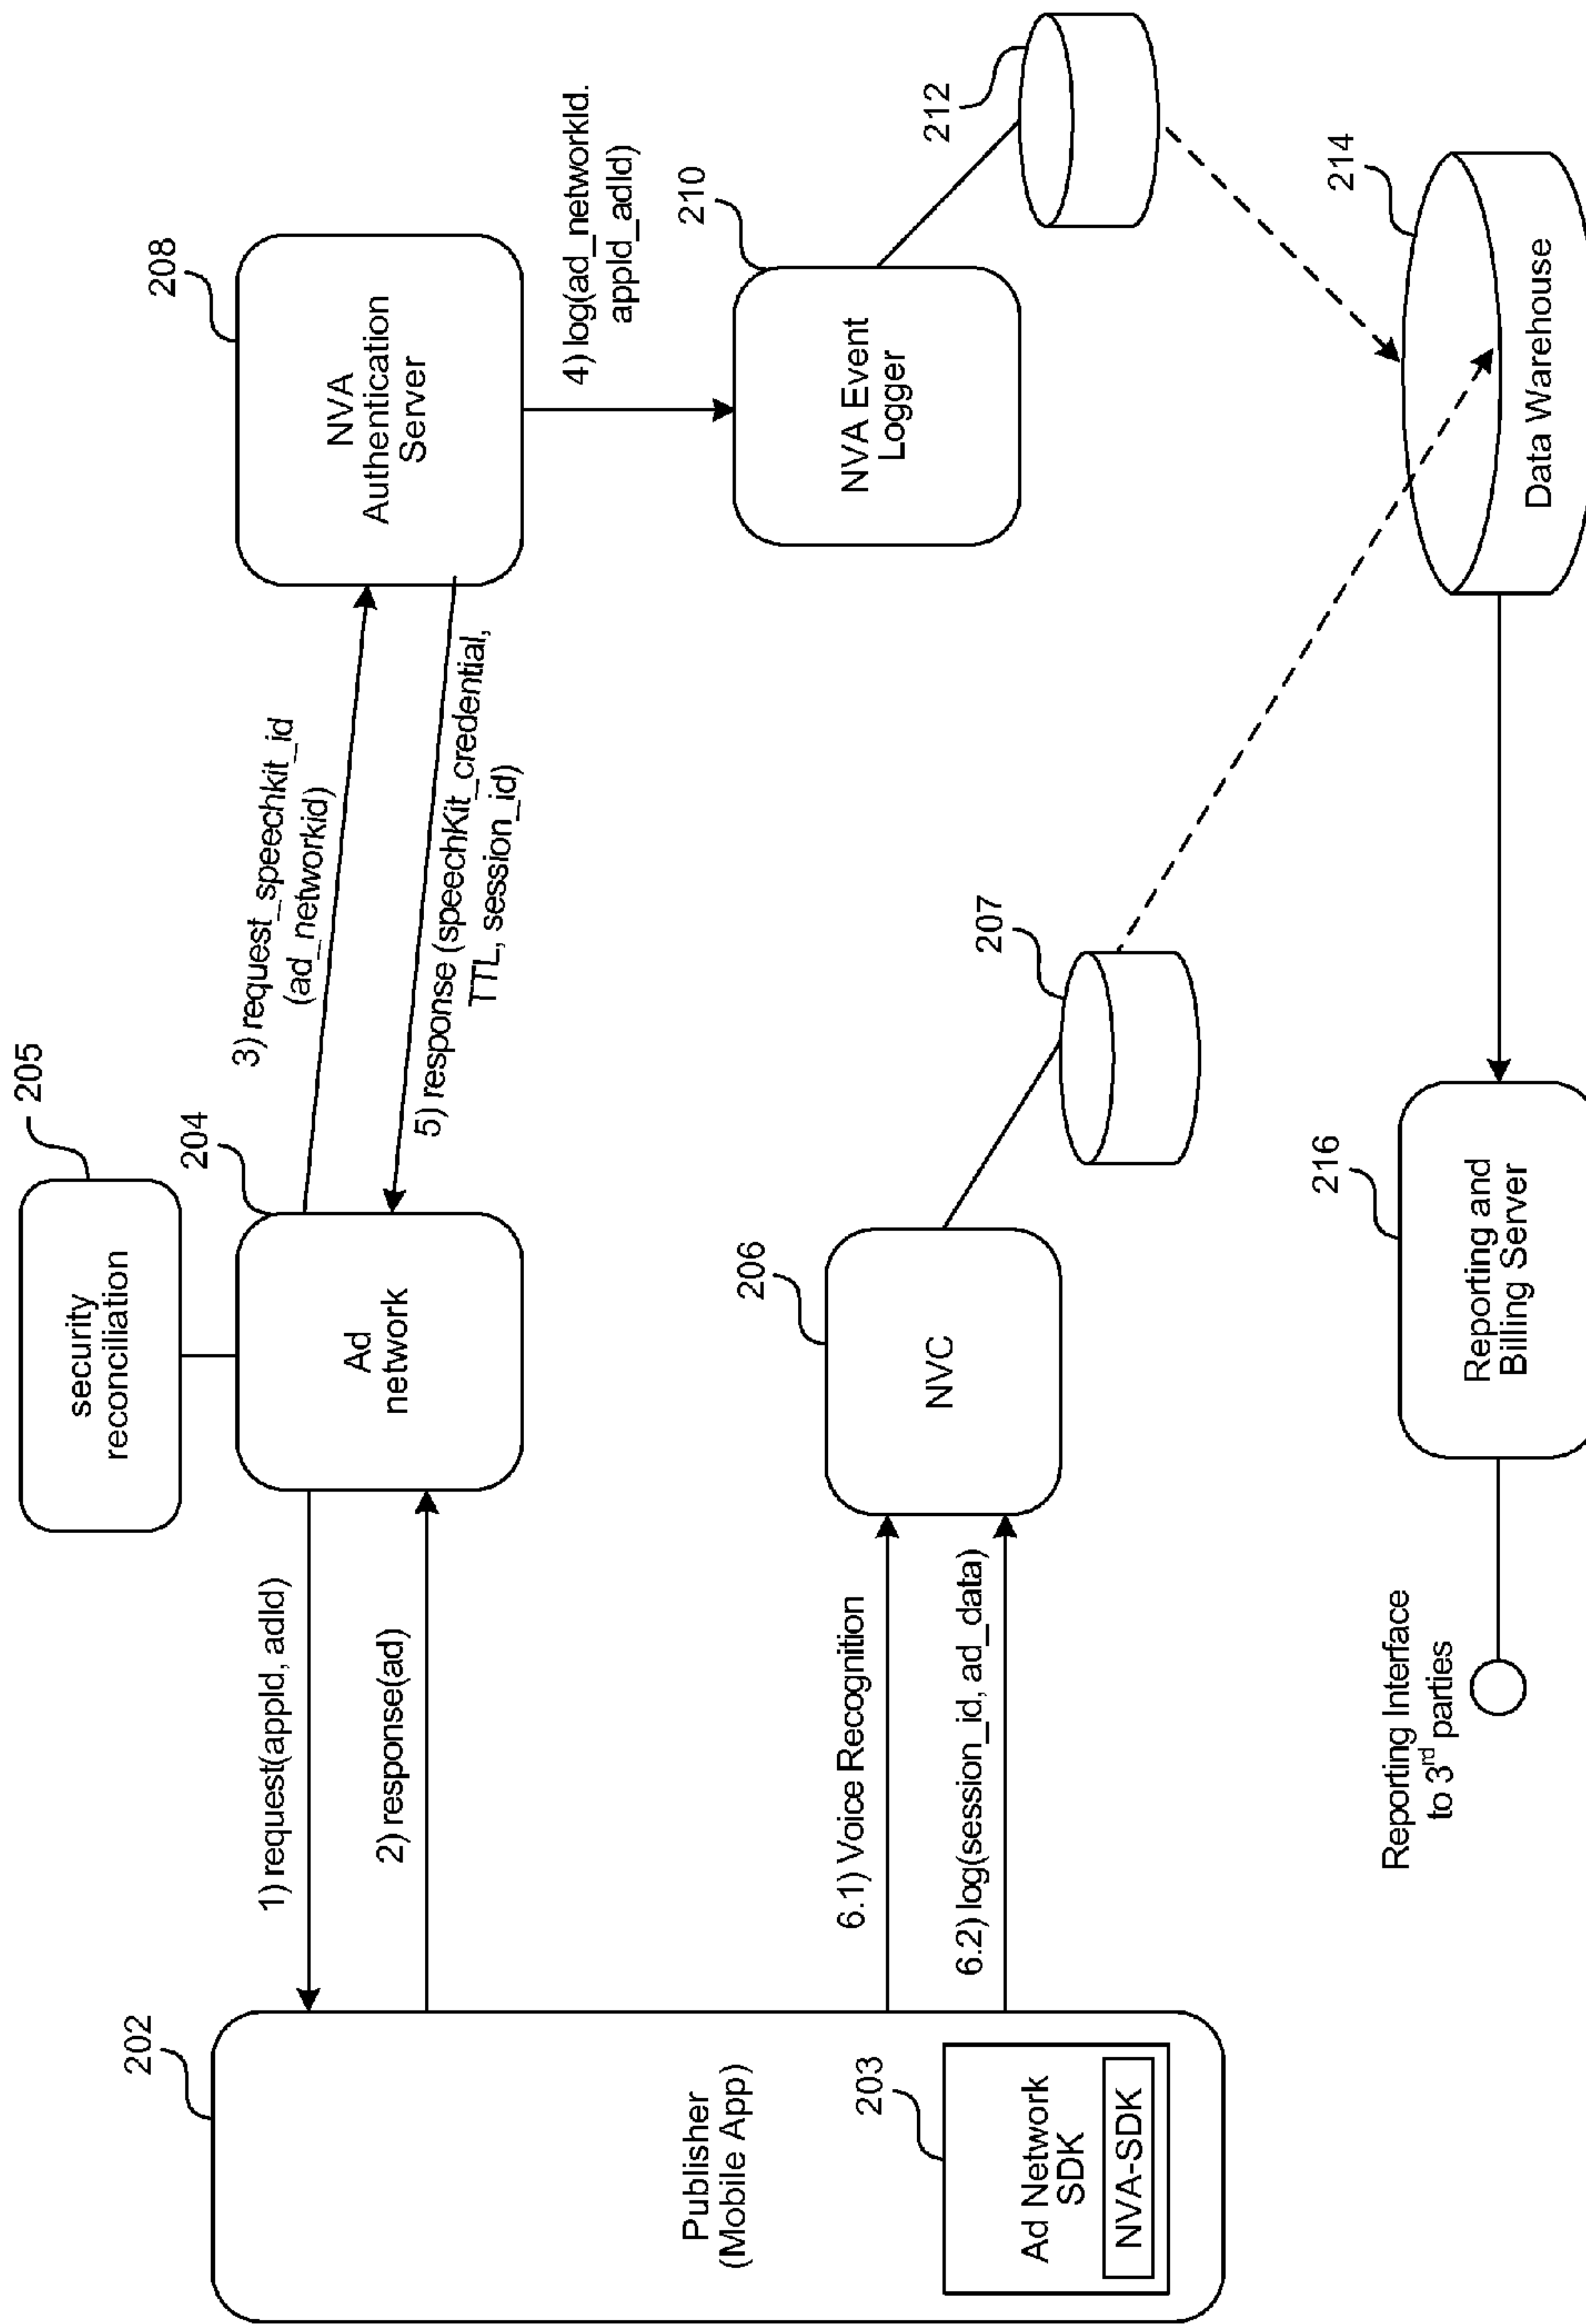 202
Publisher
(Mobile App)
203
Ad Network
SDK
NVA-SDK
1) request(appId, adId)
2) response(ad)
6.1) Voice Recognition
6.2) log(session_id, ad_data)
security
reconciliation
205
Ad
network
204
NVC
206
207
3) request_speechkit_id
(ad_networkid)
5) response (speechKit_credential,
TTL, session_id)
NVA
Authentication
Server
208
4) log(ad_networkId.
appId_adId)
NVA Event
Logger
210
212
214
Data Warehouse
216
Reporting and
Billing Server
Reporting Interface
to 3rd parties